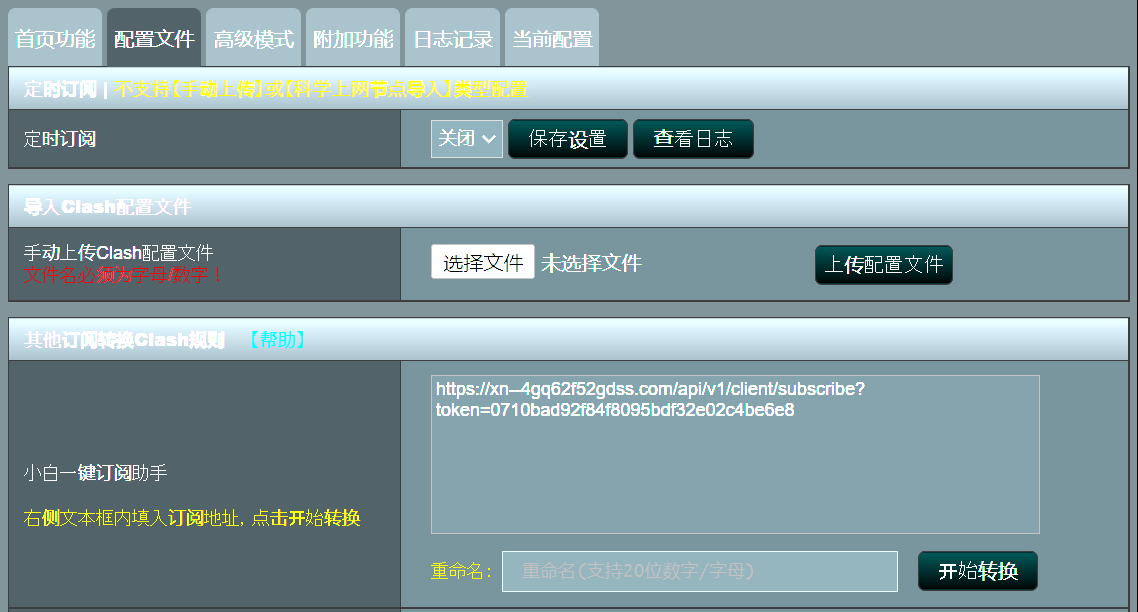 首页功能 配置文件 高级模式 附加功能 日志记录 当前配置
定时订阅 | 不支持【手动上传】或【科学上网节点导入】类型配置
定时订阅 关闭 保存设置 查看日志
导入Clash配置文件
手动上传Clash配置文件
文件名必须为字母/数字！
选择文件 未选择文件 上传配置文件
其他订阅转换Clash规则 【帮助】
https://xn--4gq62f52gdss.com/api/v1/client/subscribe?
token=0710bad92f84f8095bdf32e02c4be6e8
小白一键订阅助手
右侧文本框内填入订阅地址, 点击开始转换
重命名： 重命名(支持20位数字/字母) 开始转换